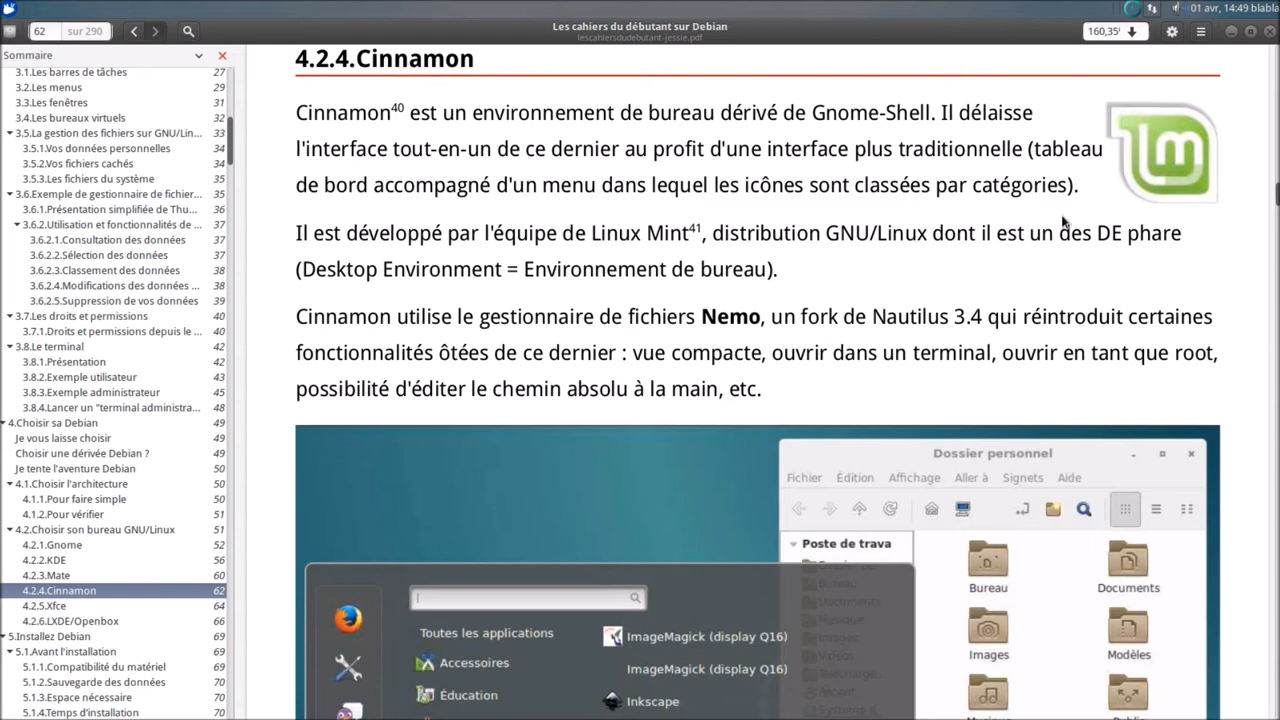 01 avr, 14:49 blabla
62 sur 290
Les cahiers du débutant sur Debian
lescahiersdudebutant-jessie.pdf
160,35
Sommaire
3.1.Les barres de tâches 27
3.2.Les menus 29
3.3.Les fenêtres 31
3.4.Les bureaux virtuels 32
3.5.La gestion des fichiers sur GNU/Lin... 33
3.5.1.Vos données personnelles 34
3.5.2.Vos fichiers cachés 34
3.5.3.Les fichiers du système 35
3.6.Exemple de gestionnaire de fichier... 35
3.6.1.Présentation simplifiée de Thu... 36
3.6.2.Utilisation et fonctionnalités de ... 37
3.6.2.1.Consultation des données 37
3.6.2.2.Sélection des données 37
3.6.2.3.Classement des données 38
3.6.2.4.Modifications des données ... 38
3.6.2.5.Suppression de vos données 39
3.7.Les droits et permissions 40
3.7.1.Droits et permissions depuis le ... 40
3.8.Le terminal 42
3.8.1.Présentation 42
3.8.2.Exemple utilisateur 43
3.8.3.Exemple administrateur 45
3.8.4.Lancer un "terminal administra... 48
4.Choisir sa Debian 49
Je vous laisse choisir 49
Choisir une dérivée Debian ? 49
Je tente l'aventure Debian 50
4.1.Choisir l'architecture 50
4.1.1.Pour faire simple 50
4.1.2.Pour vérifier 51
4.2.Choisir son bureau GNU/Linux 51
4.2.1.Gnome 52
4.2.2.KDE 56
4.2.3.Mate 60
4.2.4.Cinnamon 62
4.2.5.Xfce 64
4.2.6.LXDE/Openbox 66
5.Installez Debian 69
5.1.Avant l'installation 69
5.1.1.Compatibilité du matériel 69
5.1.2.Sauvegarde des données 70
5.1.3.Espace nécessaire 70
5.1.4.Temps d'installation 70
4.2.4.Cinnamon
Cinnamon40 est un environnement de bureau dérivé de Gnome-Shell. Il délaisse
l'interface tout-en-un de ce dernier au profit d'une interface plus traditionnelle (tableau
de bord accompagné d'un menu dans lequel les icônes sont classées par catégories).
Il est développé par l'équipe de Linux Mint41, distribution GNU/Linux dont il est un des DE phare
(Desktop Environment = Environnement de bureau).
Cinnamon utilise le gestionnaire de fichiers Nemo, un fork de Nautilus 3.4 qui réintroduit certaines
fonctionnalités ôtées de ce dernier : vue compacte, ouvrir dans un terminal, ouvrir en tant que root,
possibilité d'éditer le chemin absolu à la main, etc.
Dossier personnel
Fichier Édition Affichage Aller à Signets Aide
Poste de trava
Bureau
Documents
Musique
Images
Vidéos
Récent
Bureau Documents
Images Modèles
Toutes les applications
Accessoires
Éducation
ImageMagick (display Q16)
ImageMagick (display Q16)
Inkscape